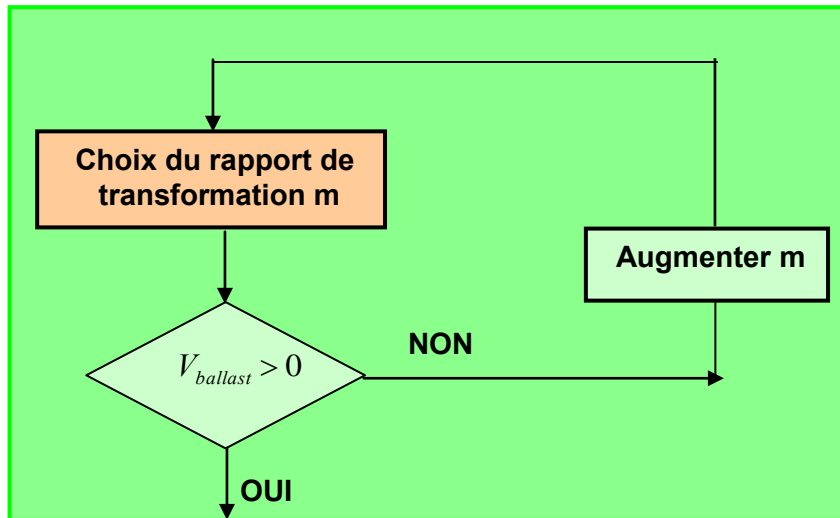 Choix du rapport de
transformation m
Augmenter m
V_ballast > 0
NON
OUI